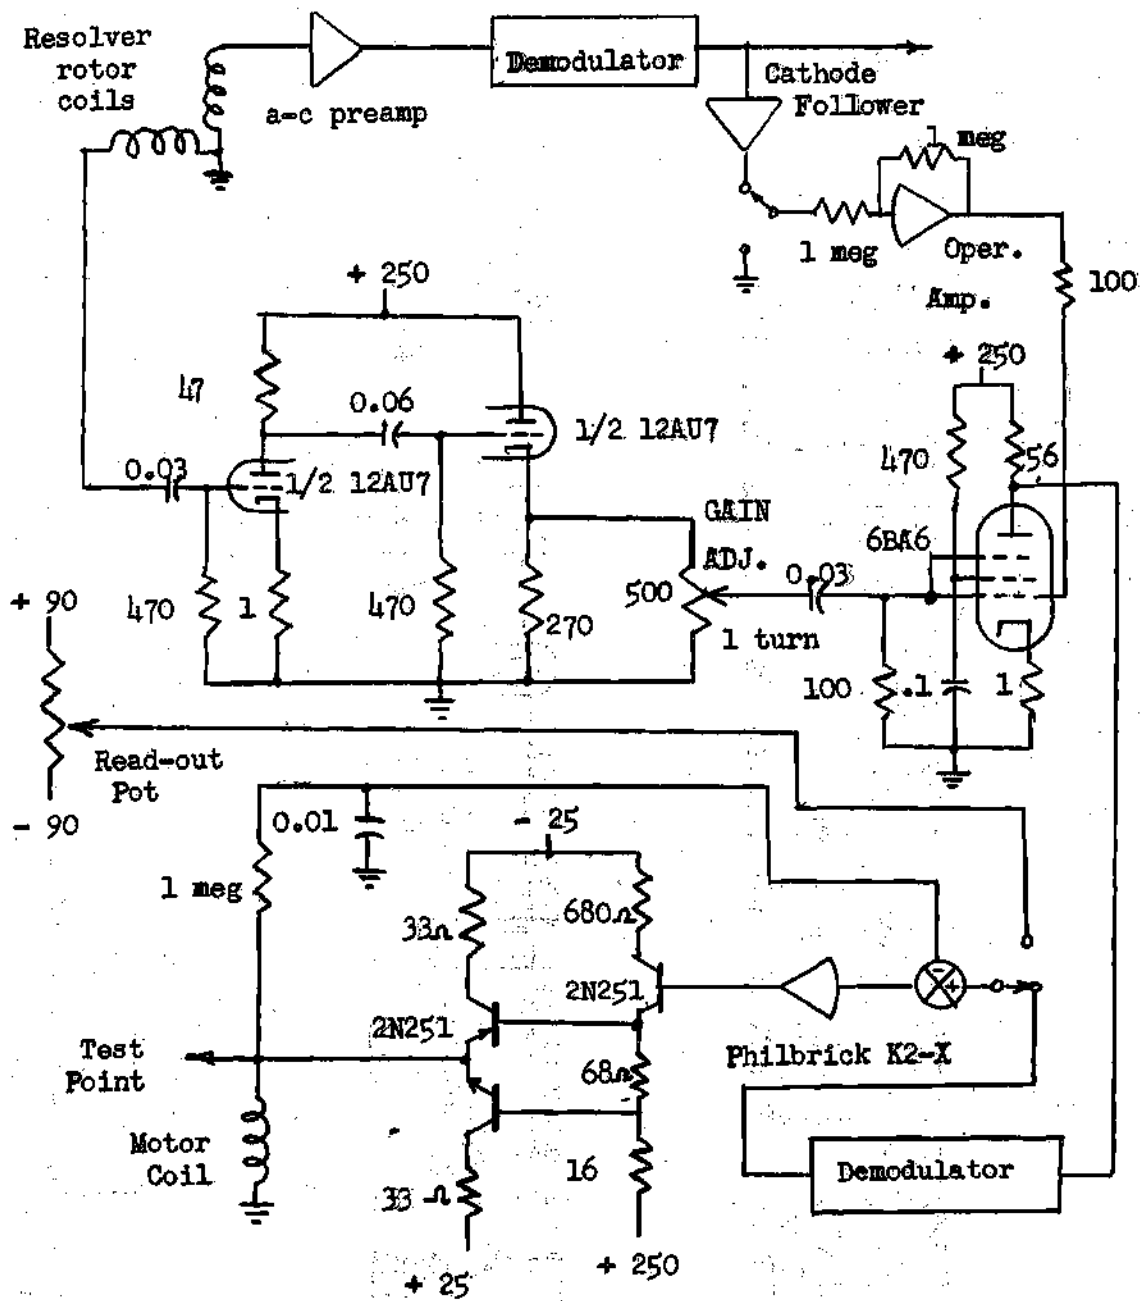 Resolver
rotor
coils
a-c preamp
Demodulator
Cathode
Follower
1 meg
1 meg
Oper.
Amp.
100
+ 250
47
0.06
1/2 12AU7
0.03
1/2 12AU7
+ 250
470
56
6BA6
GAIN
ADJ.
0.03
500
1 turn
470
1
470
270
100
.1
1
+ 90
Read-out
Pot
- 90
0.01
1 meg
- 25
33Ω
680Ω
2N251
2N251
Test
Point
68Ω
Philbrick K2-X
Motor
Coil
16
33 Ω
Demodulator
+ 25
+ 250